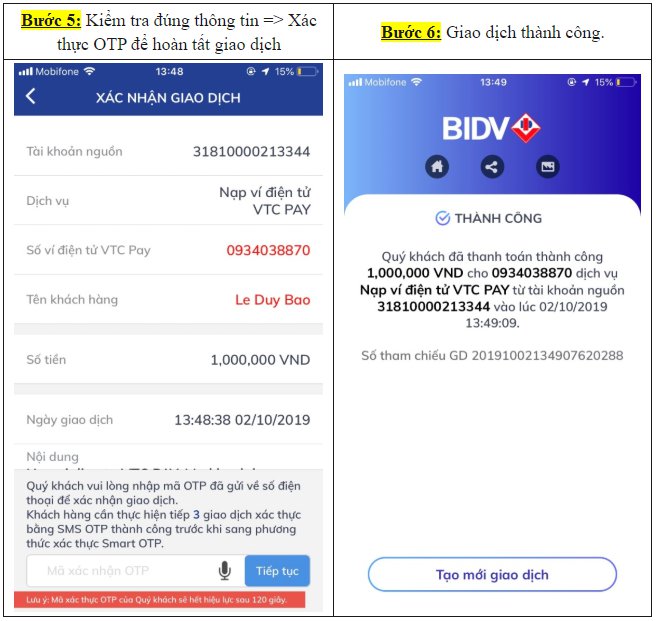 Bước 5: Kiểm tra đúng thông tin => Xác
thực OTP để hoàn tất giao dịch
Mobifone
13:48
15%
XÁC NHẬN GIAO DỊCH
Tài khoản nguồn
31810000213344
Dịch vụ
Nạp ví điện tử
VTC PAY
Số ví điện tử VTC Pay
0934038870
Tên khách hàng
Le Duy Bao
Số tiền
1,000,000 VND
Ngày giao dịch
13:48:38 02/10/2019
Nội dung
Quý khách vui lòng nhập mã OTP đã gửi về số điện
thoại để xác nhận giao dịch.
Khách hàng cần thực hiện tiếp 3 giao dịch xác thực
bằng SMS OTP thành công trước khi sang phương
thức xác thực Smart OTP.
Mã xác nhận OTP
Tiếp tục
Lưu ý: Mã xác thực OTP của Quý khách sẽ hết hiệu lực sau 120 giây.
Bước 6: Giao dịch thành công.
Mobifone
13:49
15%
BIDV
THÀNH CÔNG
Quý khách đã thanh toán thành công
1,000,000 VND cho 0934038870 dịch vụ
Nạp ví điện tử VTC PAY từ tài khoản nguồn
31810000213344 vào lúc 02/10/2019
13:49:09.
Số tham chiếu GD 20191002134907620288
Tạo mới giao dịch